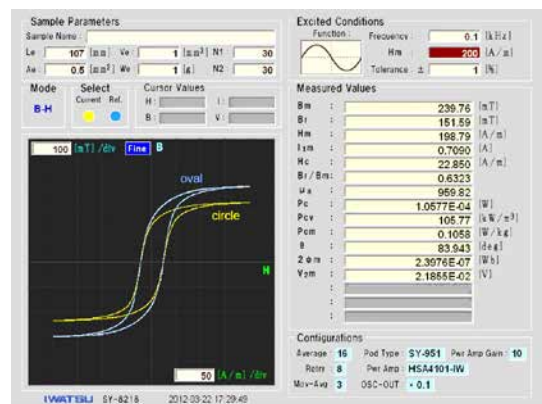 Sample Parameters
Sample Name :
Le : 107 [mm] Ve : 1 [mm³] N1 : 30
Ae : 0.5 [mm²] We : 1 [g] N2 : 30
Mode Select Cursor Values
Current Ref. H : I :
B-H B : V :
100 [mT] /div Fine B
oval
circle
H
50 [A/m] /div
IWATSU SY-8218 2012-03-22 17:29:49
Excited Conditions
Function : Frequency : 0.1 [kHz]
Hm : 200 [A/m]
Tolerance : ± 1 [%]
Measured Values
Bm : 239.76 [mT]
Br : 151.59 [mT]
Hm : 198.79 [A/m]
I1m : 0.7090 [A]
Hc : 22.850 [A/m]
Br/Bm: 0.6323
μa : 959.82
Pc : 1.0577E-04 [W]
Pcv : 105.77 [kW/m³]
Pcm : 0.1058 [W/kg]
θ : 83.943 [deg]
2φm : 2.3976E-07 [Wb]
V2m : 2.1855E-02 [V]
:
:
:
Configurations
Average : 16 Pod Type : SY-951 Pwr Amp Gain : 10
Retry : 8 Pwr Amp : HSA4101-IW
Mov-Avg : 3 OSC-OUT : × 0.1